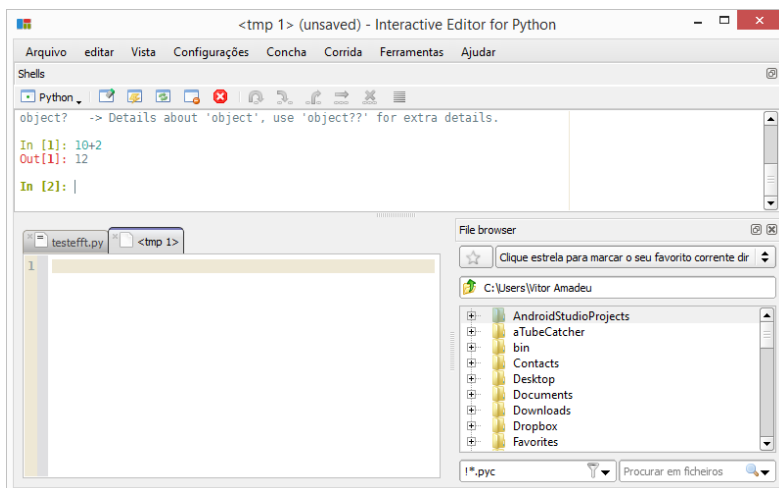 <tmp 1> (unsaved) - Interactive Editor for Python
Arquivo editar Vista Configurações Concha Corrida Ferramentas Ajudar
Shells
Python
object? -> Details about 'object', use 'object??' for extra details.
In [1]: 10+2
Out[1]: 12
In [2]:
testefft.py <tmp 1>
1
File browser
Clique estrela para marcar o seu favorito corrente dir
C:\Users\Vitor Amadeu
AndroidStudioProjects
aTubeCatcher
bin
Contacts
Desktop
Documents
Downloads
Dropbox
Favorites
!*.pyc Procurar em ficheiros